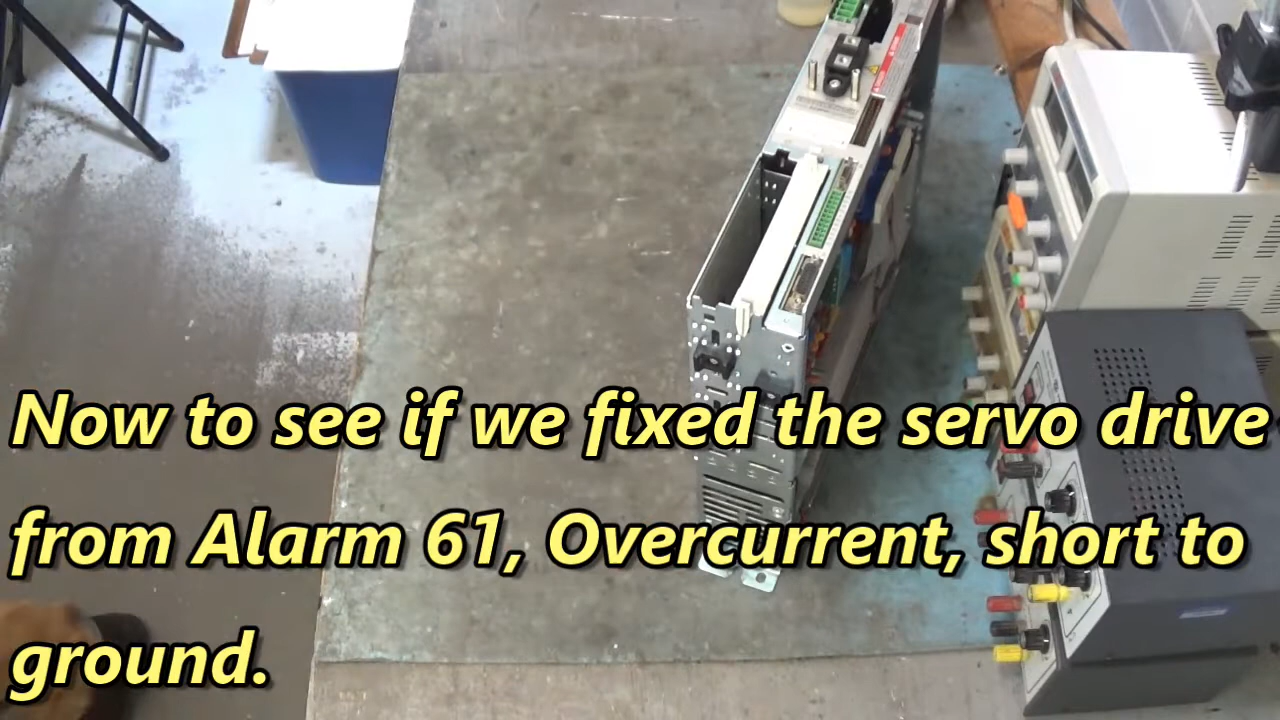 Now to see if we fixed the servo drive
from Alarm 61, Overcurrent, short to
ground.